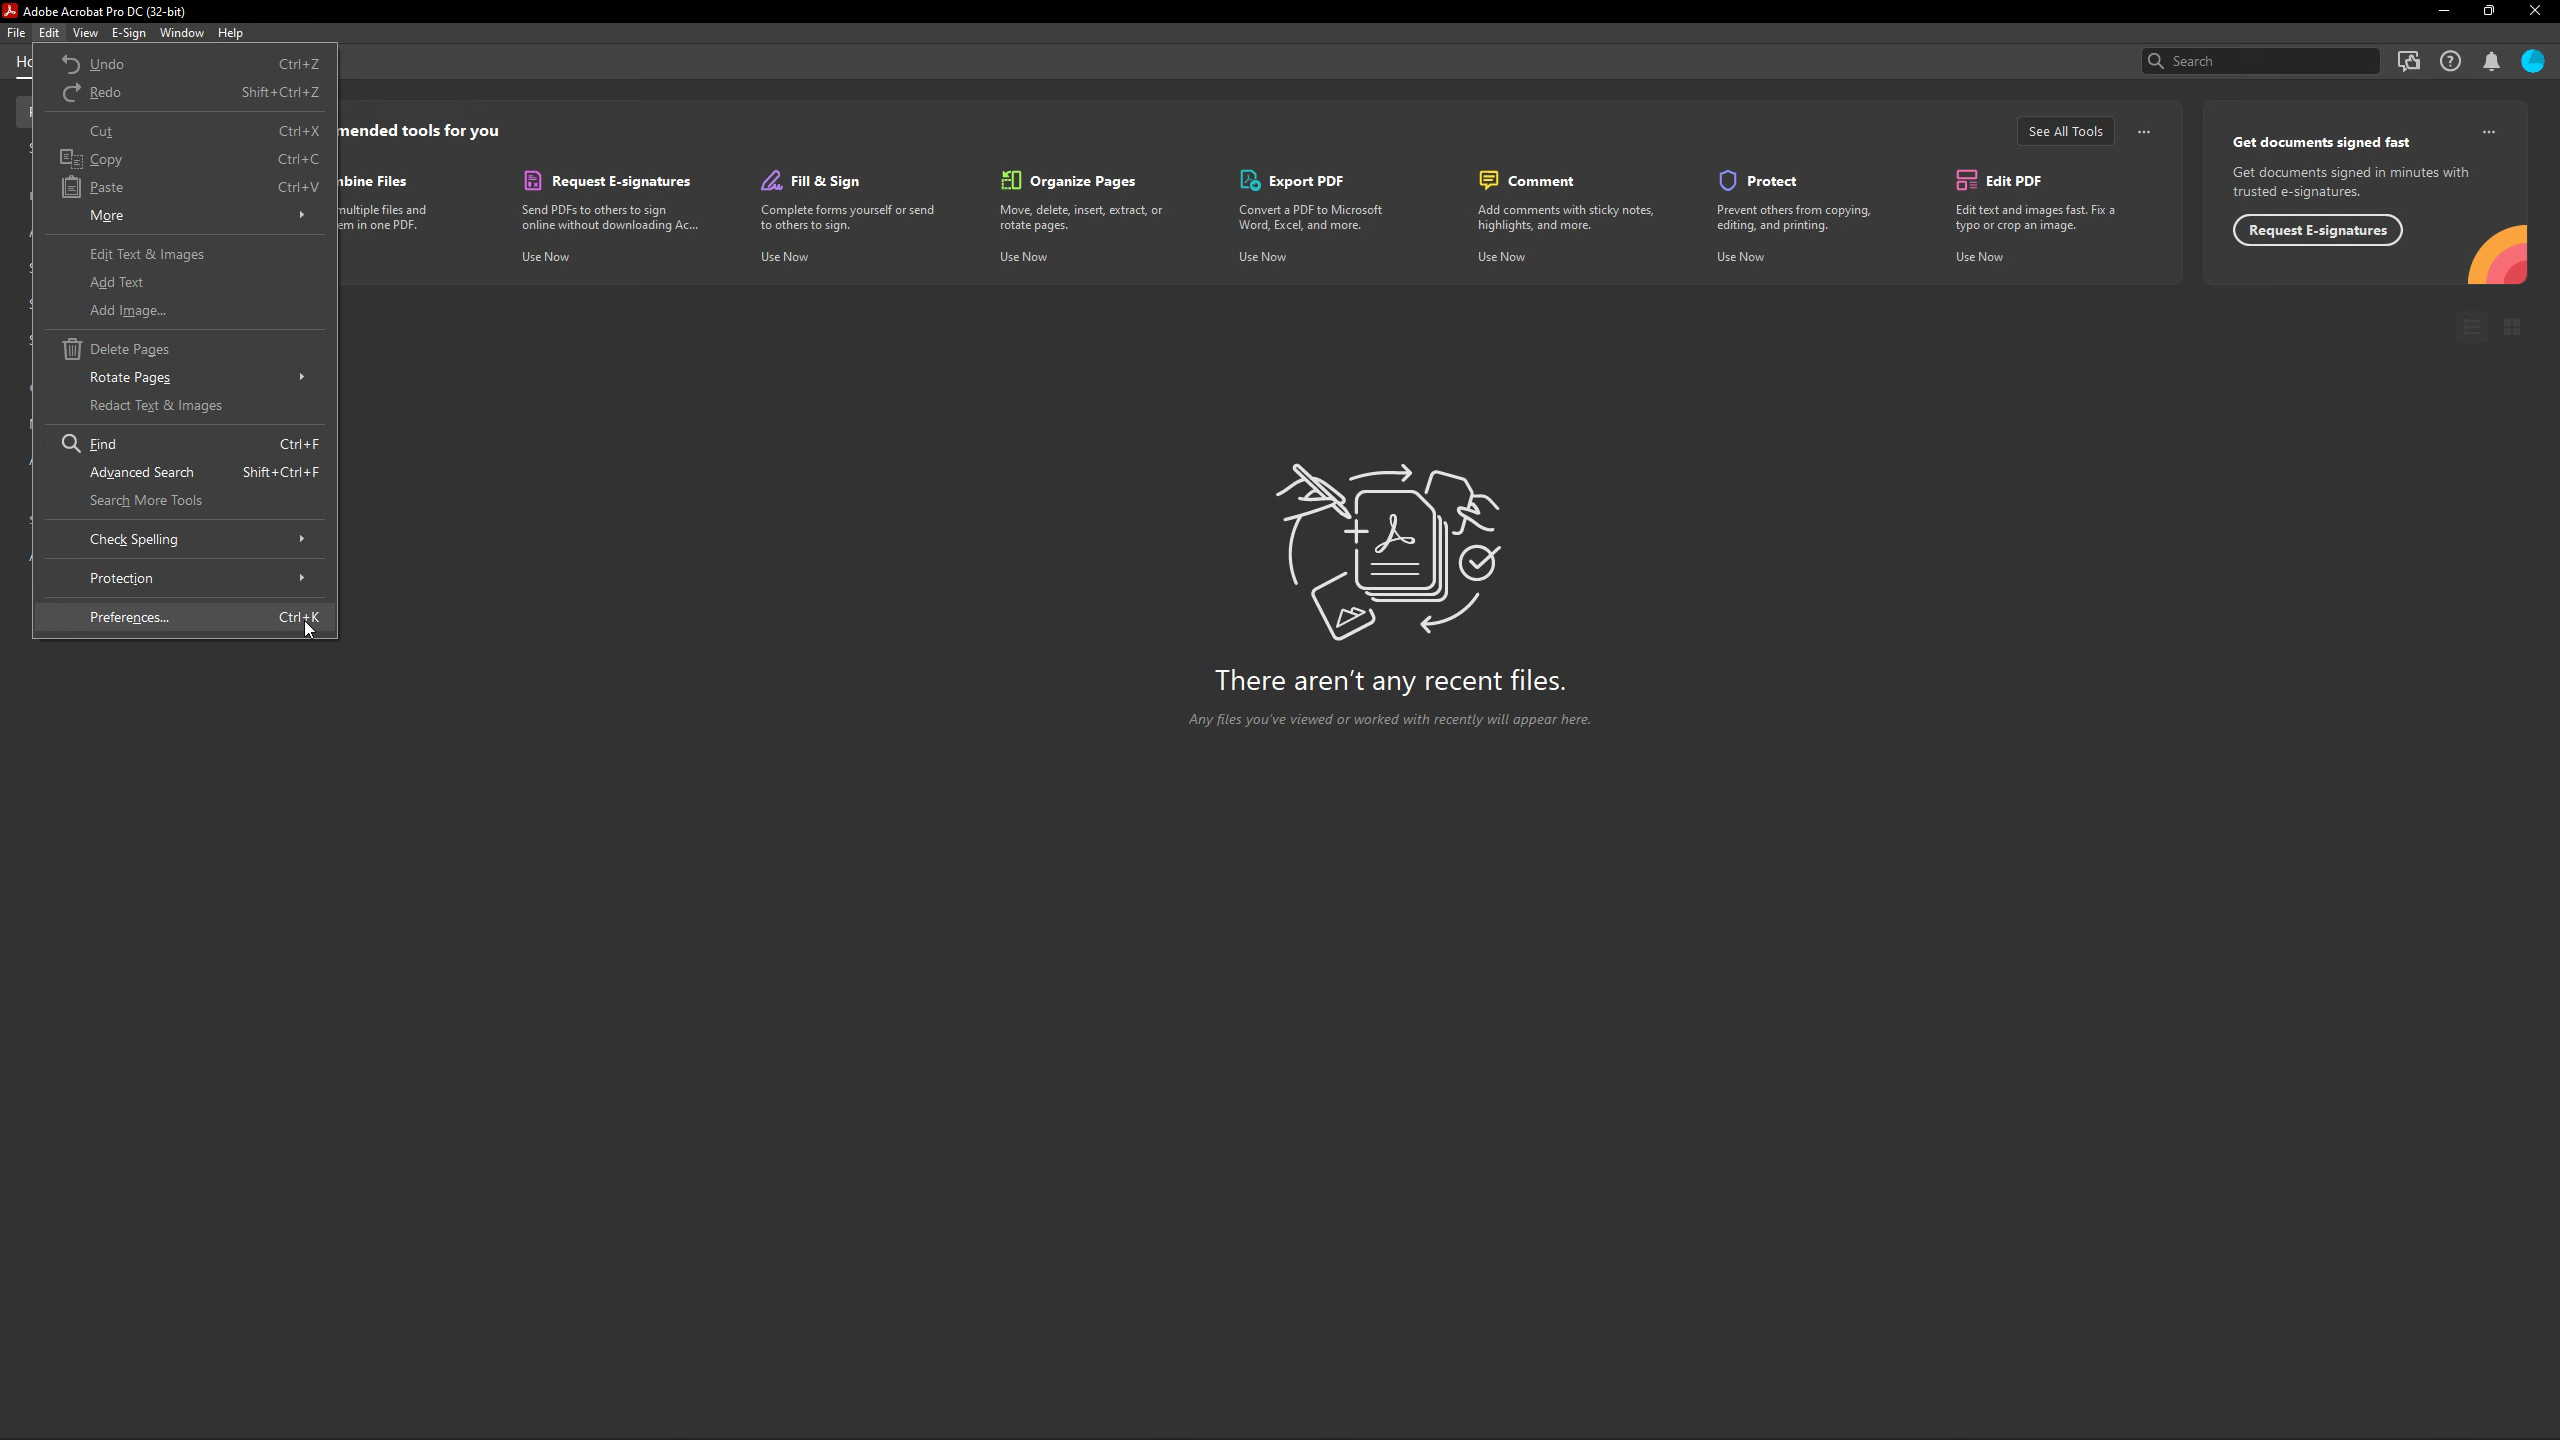 Adobe Acrobat Pro DC (32-bit)
File Edit View E-Sign Window Help
Search
Undo Ctrl+Z
Redo Shift+Ctrl+Z
Cut Ctrl+X
Copy Ctrl+C
Paste Ctrl+V
More
Edit Text & Images
Add Text
Add Image...
Delete Pages
Rotate Pages
Redact Text & Images
Find Ctrl+F
Advanced Search Shift+Ctrl+F
Search More Tools
Check Spelling
Protection
Preferences... Ctrl+K
mended tools for you
See All Tools
nbine Files
multiple files and
em in one PDF.
Request E-signatures
Send PDFs to others to sign
online without downloading Ac...
Use Now
Fill & Sign
Complete forms yourself or send
to others to sign.
Use Now
Organize Pages
Move, delete, insert, extract, or
rotate pages.
Use Now
Export PDF
Convert a PDF to Microsoft
Word, Excel, and more.
Use Now
Comment
Add comments with sticky notes,
highlights, and more.
Use Now
Protect
Prevent others from copying,
editing, and printing.
Use Now
Edit PDF
Edit text and images fast. Fix a
typo or crop an image.
Use Now
Get documents signed fast
Get documents signed in minutes with
trusted e-signatures.
Request E-signatures
There aren't any recent files.
Any files you've viewed or worked with recently will appear here.